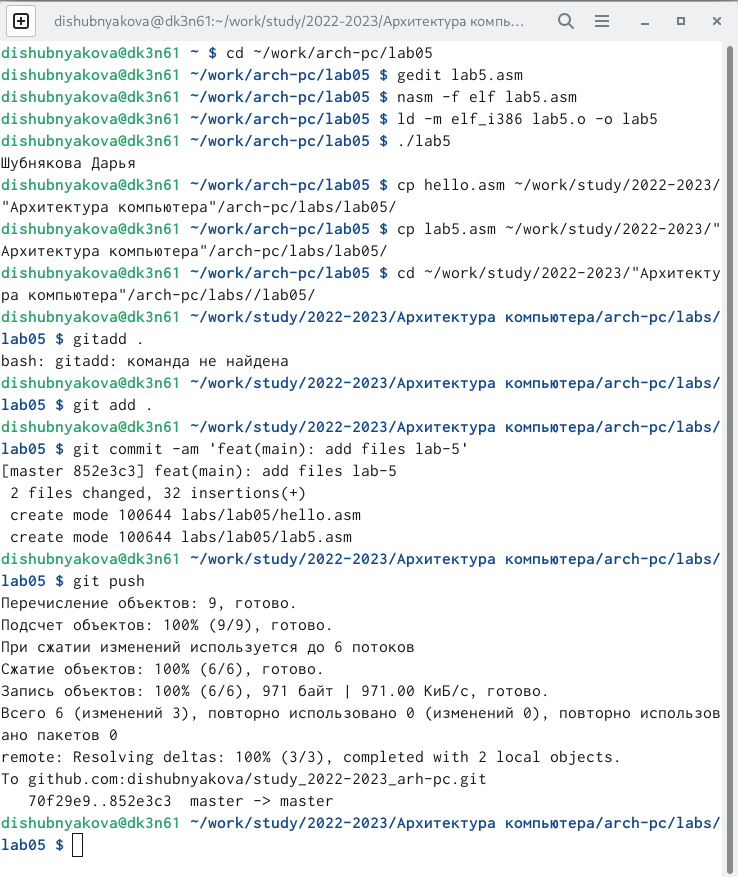 dishubnyakova@dk3n61:~/work/study/2022-2023/Архитектура компь...
dishubnyakova@dk3n61 ~ $ cd ~/work/arch-pc/lab05
dishubnyakova@dk3n61 ~/work/arch-pc/lab05 $ gedit lab5.asm
dishubnyakova@dk3n61 ~/work/arch-pc/lab05 $ nasm -f elf lab5.asm
dishubnyakova@dk3n61 ~/work/arch-pc/lab05 $ ld -m elf_i386 lab5.o -o lab5
dishubnyakova@dk3n61 ~/work/arch-pc/lab05 $ ./lab5
Шубнякова Дарья
dishubnyakova@dk3n61 ~/work/arch-pc/lab05 $ cp hello.asm ~/work/study/2022-2023/
"Архитектура компьютера"/arch-pc/labs/lab05/
dishubnyakova@dk3n61 ~/work/arch-pc/lab05 $ cp lab5.asm ~/work/study/2022-2023/"
Архитектура компьютера"/arch-pc/labs/lab05/
dishubnyakova@dk3n61 ~/work/arch-pc/lab05 $ cd ~/work/study/2022-2023/"Архитекту
ра компьютера"/arch-pc/labs//lab05/
dishubnyakova@dk3n61 ~/work/study/2022-2023/Архитектура компьютера/arch-pc/labs/
lab05 $ gitadd .
bash: gitadd: команда не найдена
dishubnyakova@dk3n61 ~/work/study/2022-2023/Архитектура компьютера/arch-pc/labs/
lab05 $ git add .
dishubnyakova@dk3n61 ~/work/study/2022-2023/Архитектура компьютера/arch-pc/labs/
lab05 $ git commit -am 'feat(main): add files lab-5'
[master 852e3c3] feat(main): add files lab-5
 2 files changed, 32 insertions(+)
 create mode 100644 labs/lab05/hello.asm
 create mode 100644 labs/lab05/lab5.asm
dishubnyakova@dk3n61 ~/work/study/2022-2023/Архитектура компьютера/arch-pc/labs/
lab05 $ git push
Перечисление объектов: 9, готово.
Подсчет объектов: 100% (9/9), готово.
При сжатии изменений используется до 6 потоков
Сжатие объектов: 100% (6/6), готово.
Запись объектов: 100% (6/6), 971 байт | 971.00 КиБ/с, готово.
Всего 6 (изменений 3), повторно использовано 0 (изменений 0), повторно использов
ано пакетов 0
remote: Resolving deltas: 100% (3/3), completed with 2 local objects.
To github.com:dishubnyakova/study_2022-2023_arh-pc.git
   70f29e9..852e3c3  master -> master
dishubnyakova@dk3n61 ~/work/study/2022-2023/Архитектура компьютера/arch-pc/labs/
lab05 $